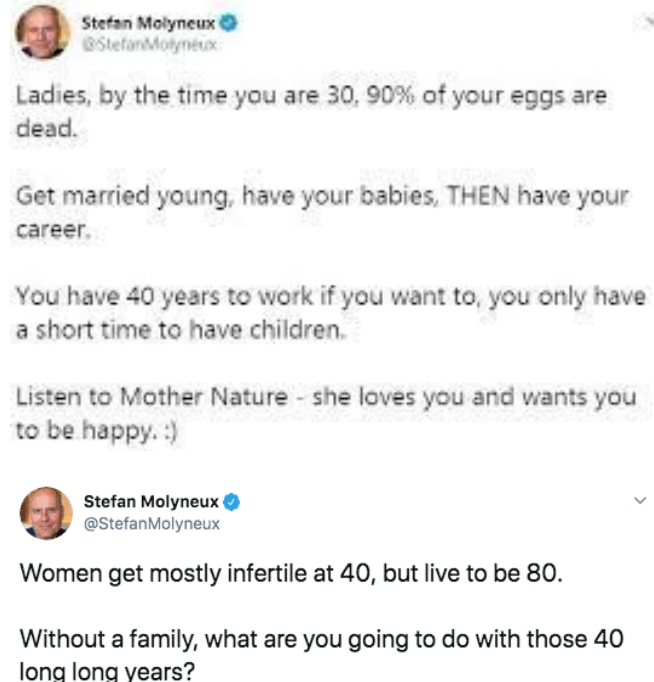 Stefan Molyneux
@StefanMolyneux
Ladies, by the time you are 30, 90% of your eggs are
dead.
Get married young, have your babies, THEN have your
career.
You have 40 years to work if you want to, you only have
a short time to have children.
Listen to Mother Nature - she loves you and wants you
to be happy. :)
Stefan Molyneux
@StefanMolyneux
Women get mostly infertile at 40, but live to be 80.
Without a family, what are you going to do with those 40
long long years?